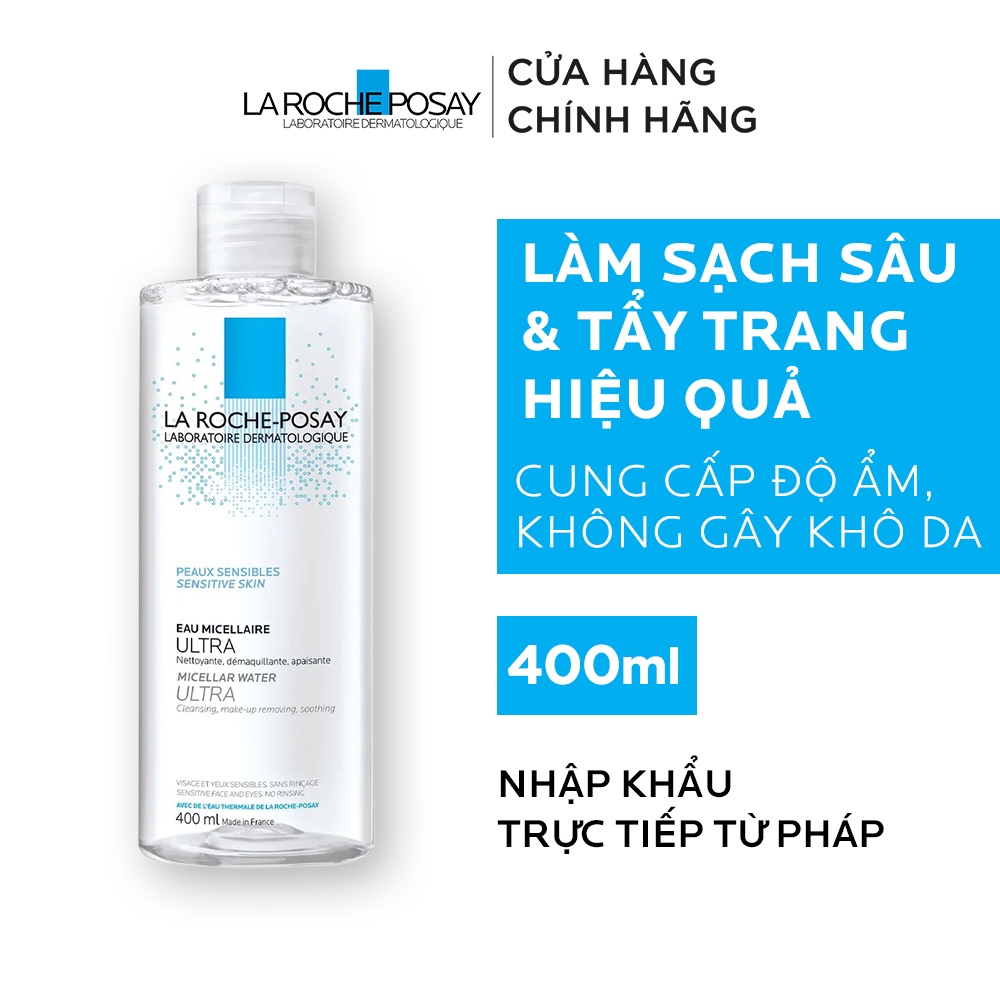 LA ROCHE POSAY
LABORATOIRE DERMATOLOGIQUE
CỬA HÀNG
CHÍNH HÃNG
LÀM SẠCH SÂU
& TẨY TRANG
HIỆU QUẢ
CUNG CẤP ĐỘ ẨM,
KHÔNG GÂY KHÔ DA
400ml
NHẬP KHẨU
TRỰC TIẾP TỪ PHÁP
LA ROCHE-POSAY
LABORATOIRE DERMATOLOGIQUE
PEAUX SENSIBLES
SENSITIVE SKIN
EAU MICELLAIRE
ULTRA
Nettoyante, démaquillante, apaisante
MICELLAR WATER
ULTRA
Cleansing, make-up removing, soothing
VISAGE ET YEUX SENSIBLES. SANS RINÇAGE
SENSITIVE FACE AND EYES. NO RINSING
AVEC DE L'EAU THERMALE DE LA ROCHE-POSAY
400 ml Made in France